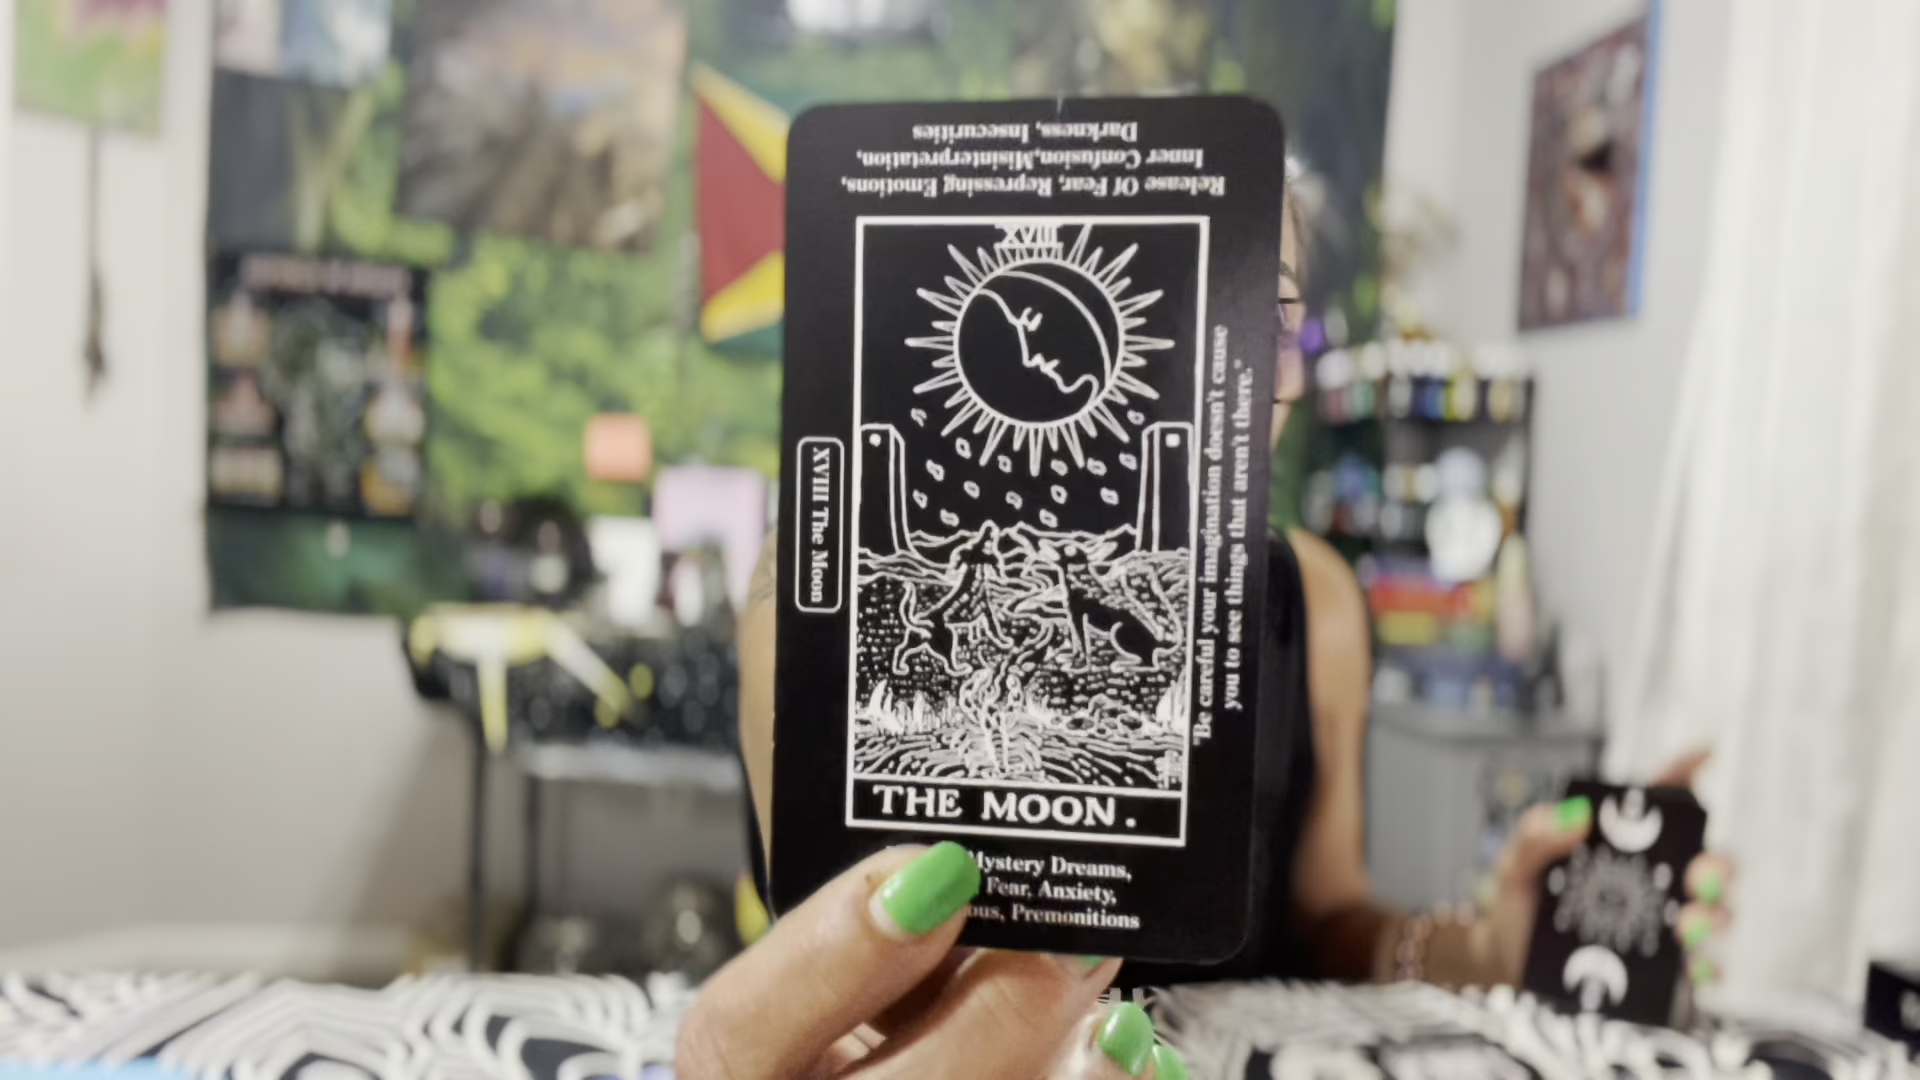 Release Of Fear, Repressing Emotions,
Inner Confusion,Misinterpretation,
Darkness, Insecurities
XVIII
XVIII The Moon
"Be careful your imagination doesn't cause
you to see things that aren't there."
THE MOON.
Mystery Dreams,
Fear, Anxiety,
Premonitions